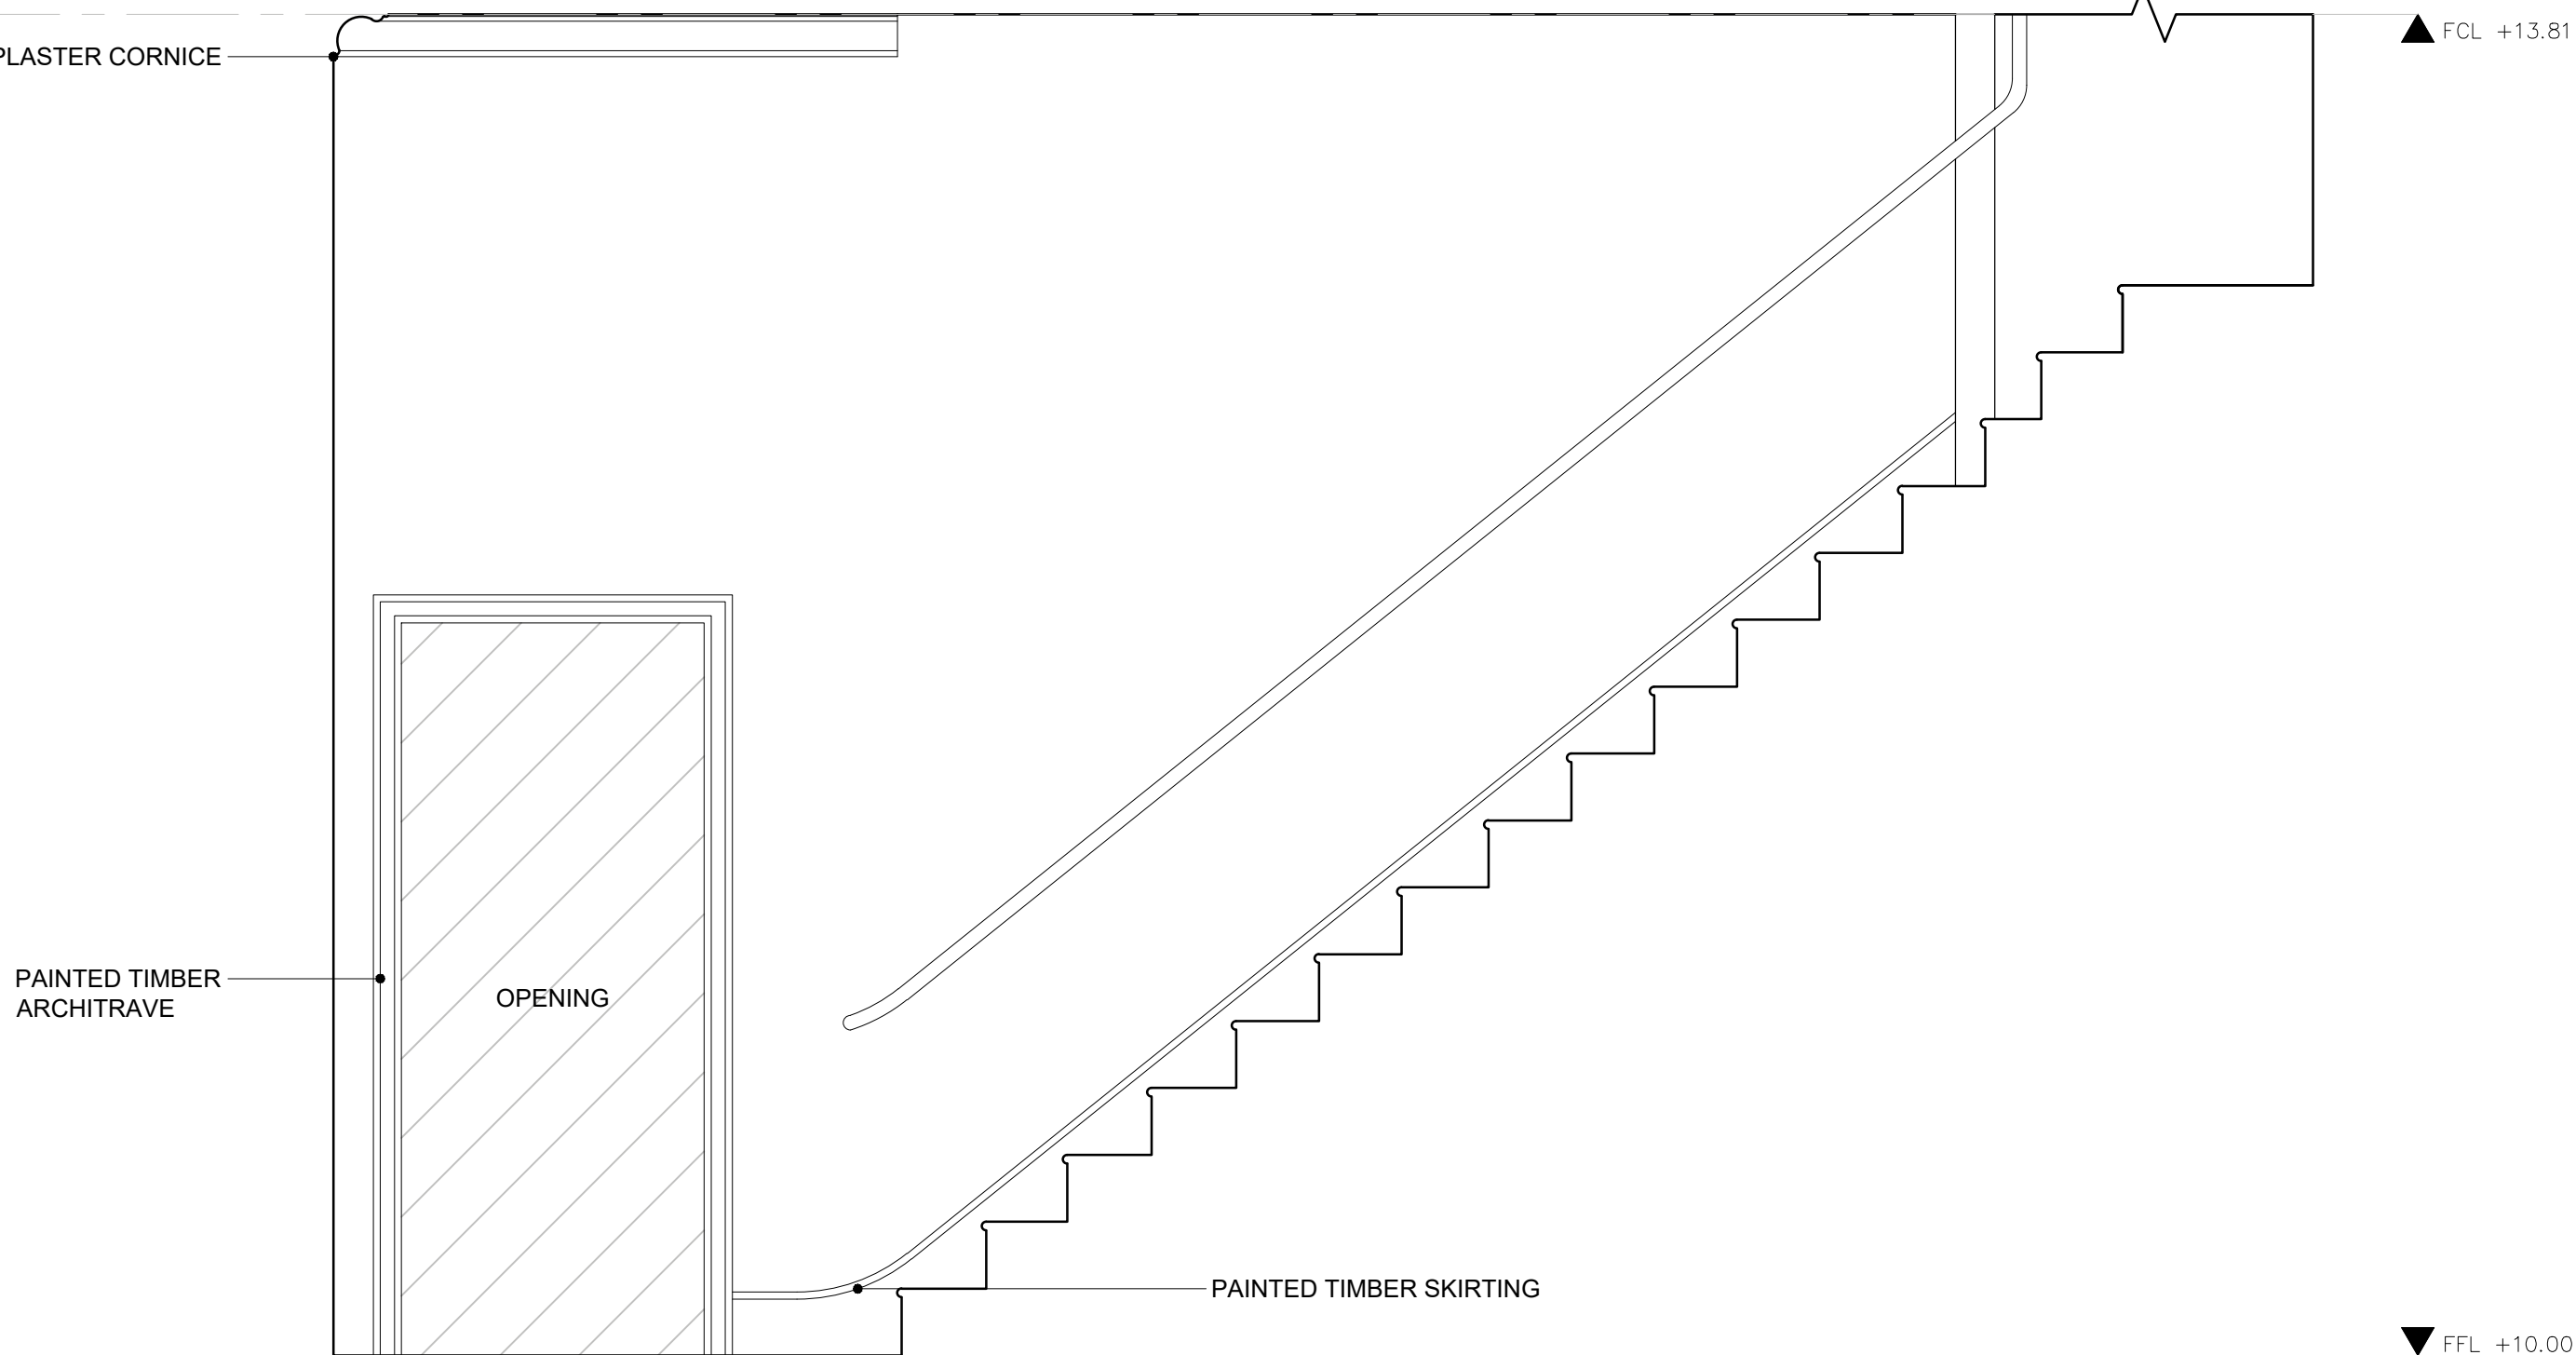 FCL +13.81
PLASTER CORNICE
PAINTED TIMBER
ARCHITRAVE
OPENING
PAINTED TIMBER SKIRTING
FFL +10.00